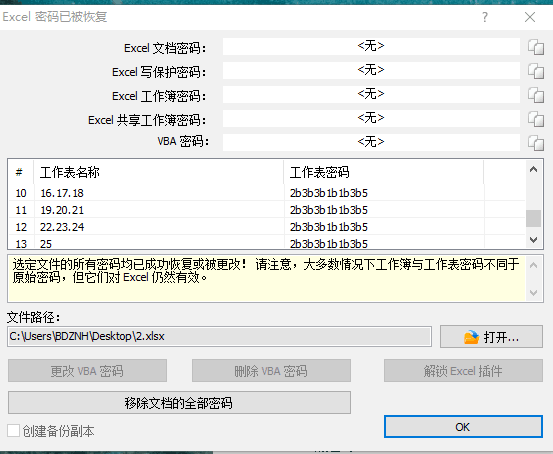 Excel 密码已被恢复
Excel 文档密码： <无>
Excel 写保护密码： <无>
Excel 工作簿密码： <无>
Excel 共享工作簿密码： <无>
VBA 密码： <无>
# 工作表名称 工作表密码
10 16.17.18 2b3b3b1b1b3b5
11 19.20.21 2b3b3b1b1b3b5
12 22.23.24 2b3b3b1b1b3b5
13 25 2b3b3b1b1b3b5
选定文件的所有密码均已成功恢复或被更改！ 请注意，大多数情况下工作簿与工作表密码不同于
原始密码，但它们对 Excel 仍然有效。
文件路径：
C:\Users\BDZNH\Desktop\2.xlsx 打开...
更改 VBA 密码 删除 VBA 密码 解锁 Excel 插件
移除文档的全部密码
OK
创建备份副本